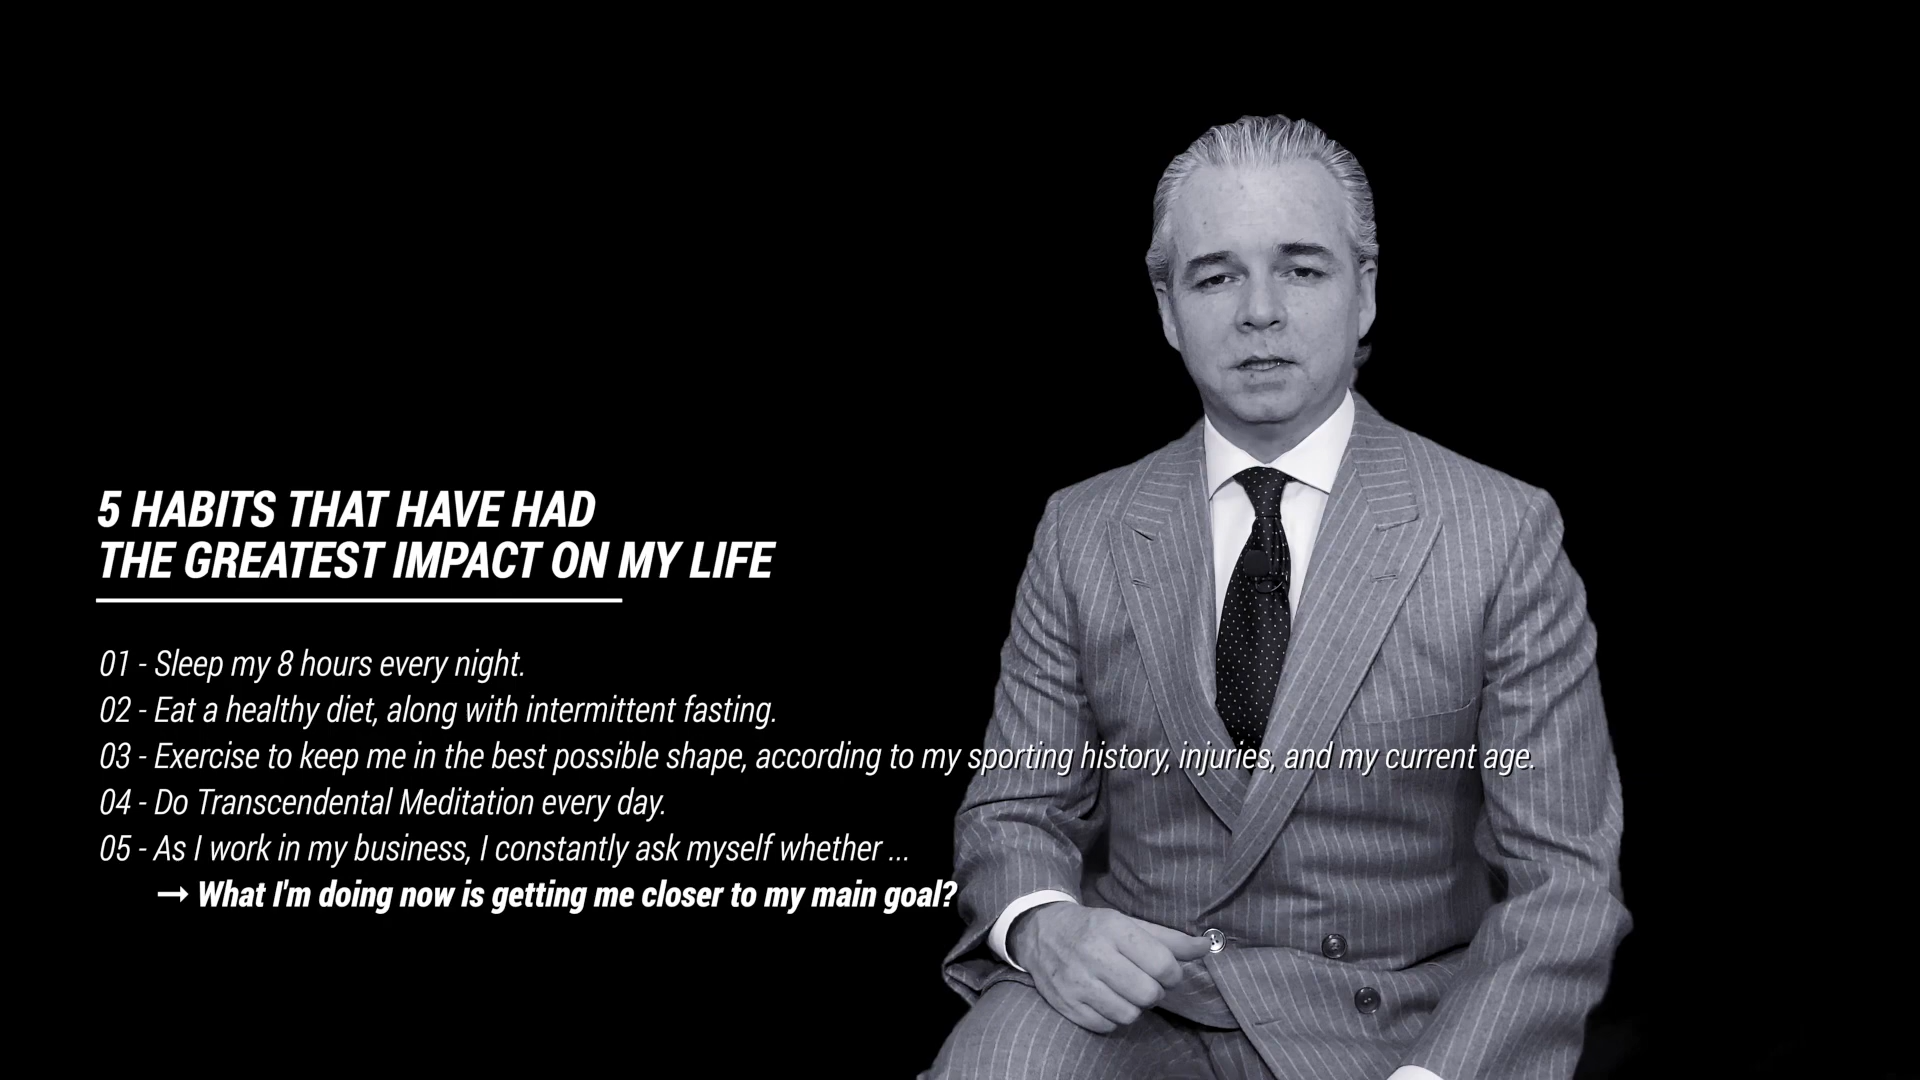 5 HABITS THAT HAVE HAD
THE GREATEST IMPACT ON MY LIFE
01 - Sleep my 8 hours every night.
02 - Eat a healthy diet, along with intermittent fasting.
03 - Exercise to keep me in the best possible shape, according to my sporting history, injuries, and my current age.
04 - Do Transcendental Meditation every day.
05 - As I work in my business, I constantly ask myself whether ...
→ What I'm doing now is getting me closer to my main goal?